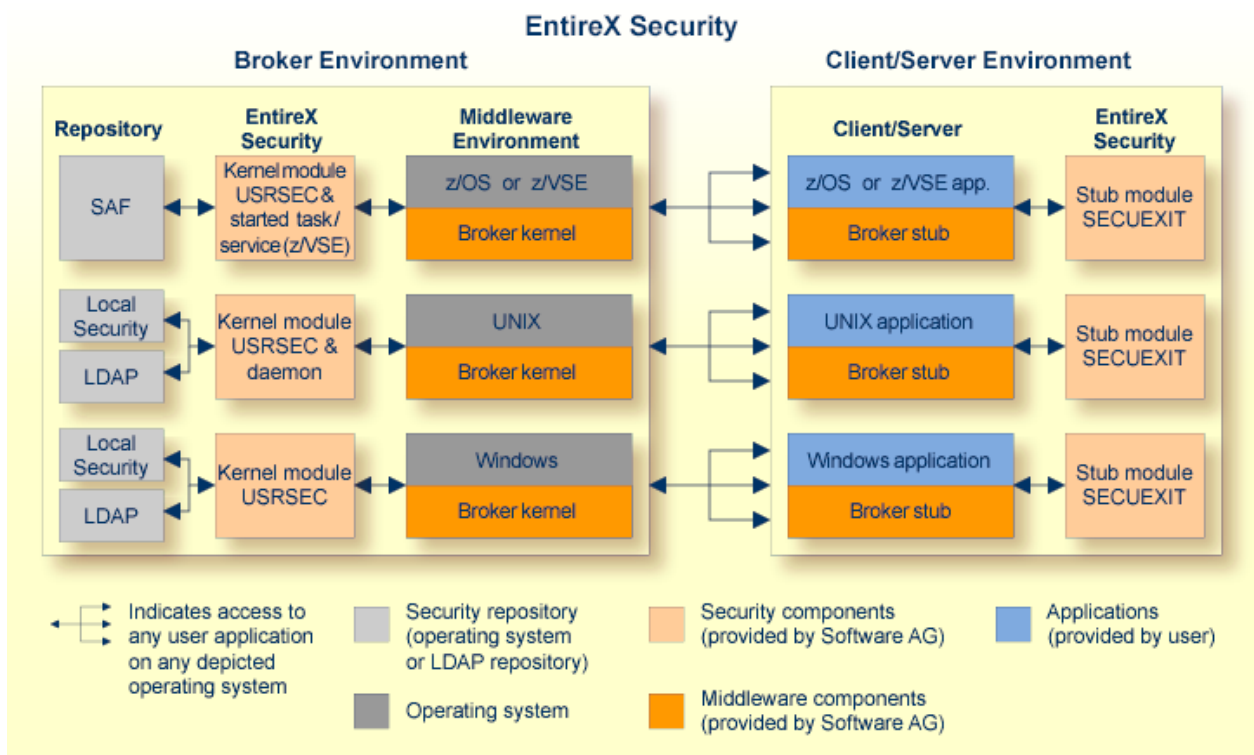 EntireX Security
Broker Environment
Client/Server Environment
Repository
EntireX
Security
Middleware
Environment
Client/Server
EntireX
Security
SAF
Kernel module
USRSEC &
started task/
service (z/VSE)
z/OS or z/VSE
Broker kernel
z/OS or z/VSE app.
Broker stub
Stub module
SECUEXIT
Local
Security
LDAP
Kernel module
USRSEC &
daemon
UNIX
Broker kernel
UNIX application
Broker stub
Stub module
SECUEXIT
Local
Security
LDAP
Kernel module
USRSEC
Windows
Broker kernel
Windows application
Broker stub
Stub module
SECUEXIT
Indicates access to
any user application
on any depicted
operating system
Security repository
(operating system
or LDAP repository)
Operating system
Security components
(provided by Software AG)
Middleware components
(provided by Software AG)
Applications
(provided by user)